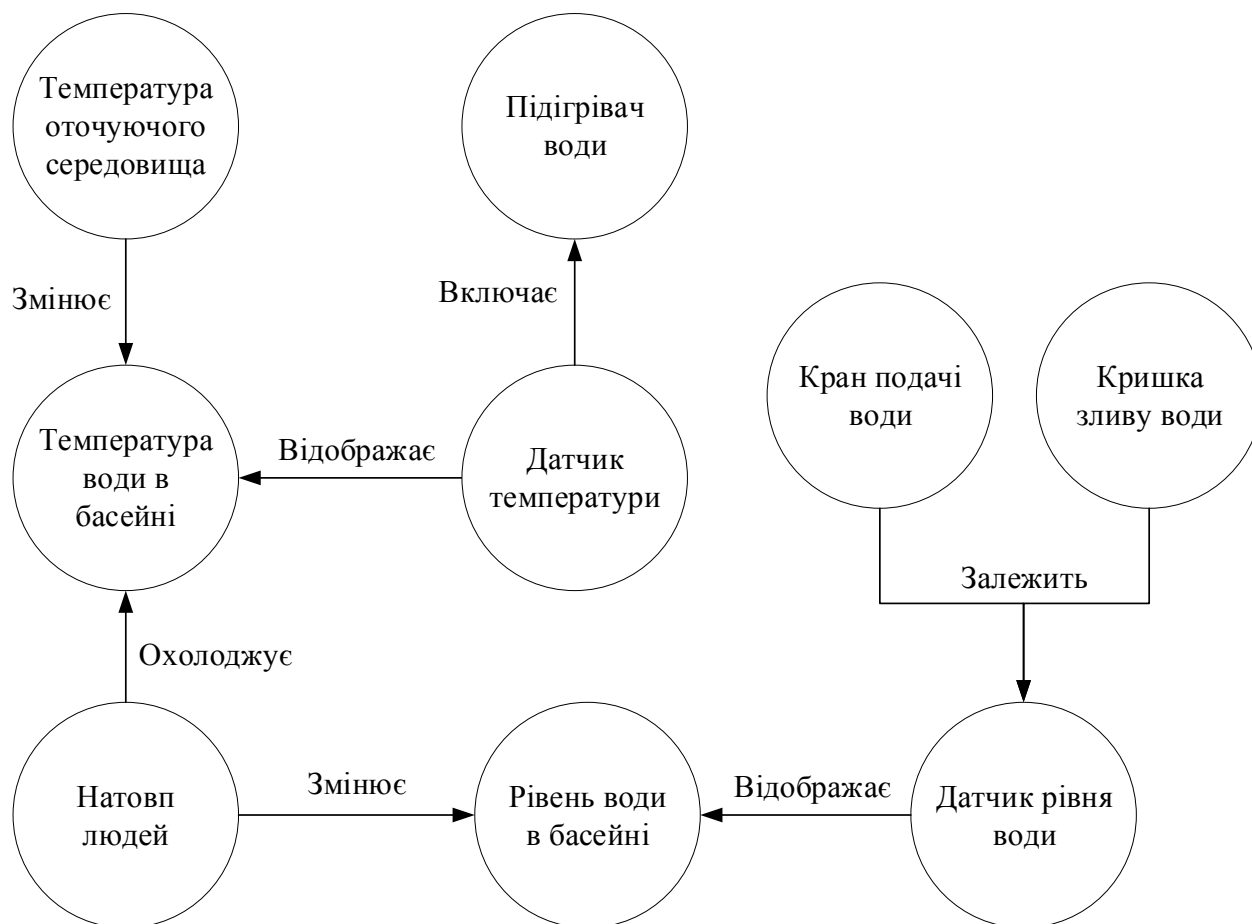 Температура
оточуючого
середовища
Підігрівач
води
Змінює
Включає
Кран подачі
води
Кришка
зливу води
Температура
води в
басейні
Відображає
Датчик
температури
Залежить
Охолоджує
Натовп
людей
Змінює
Рівень води
в басейні
Відображає
Датчик рівня
води